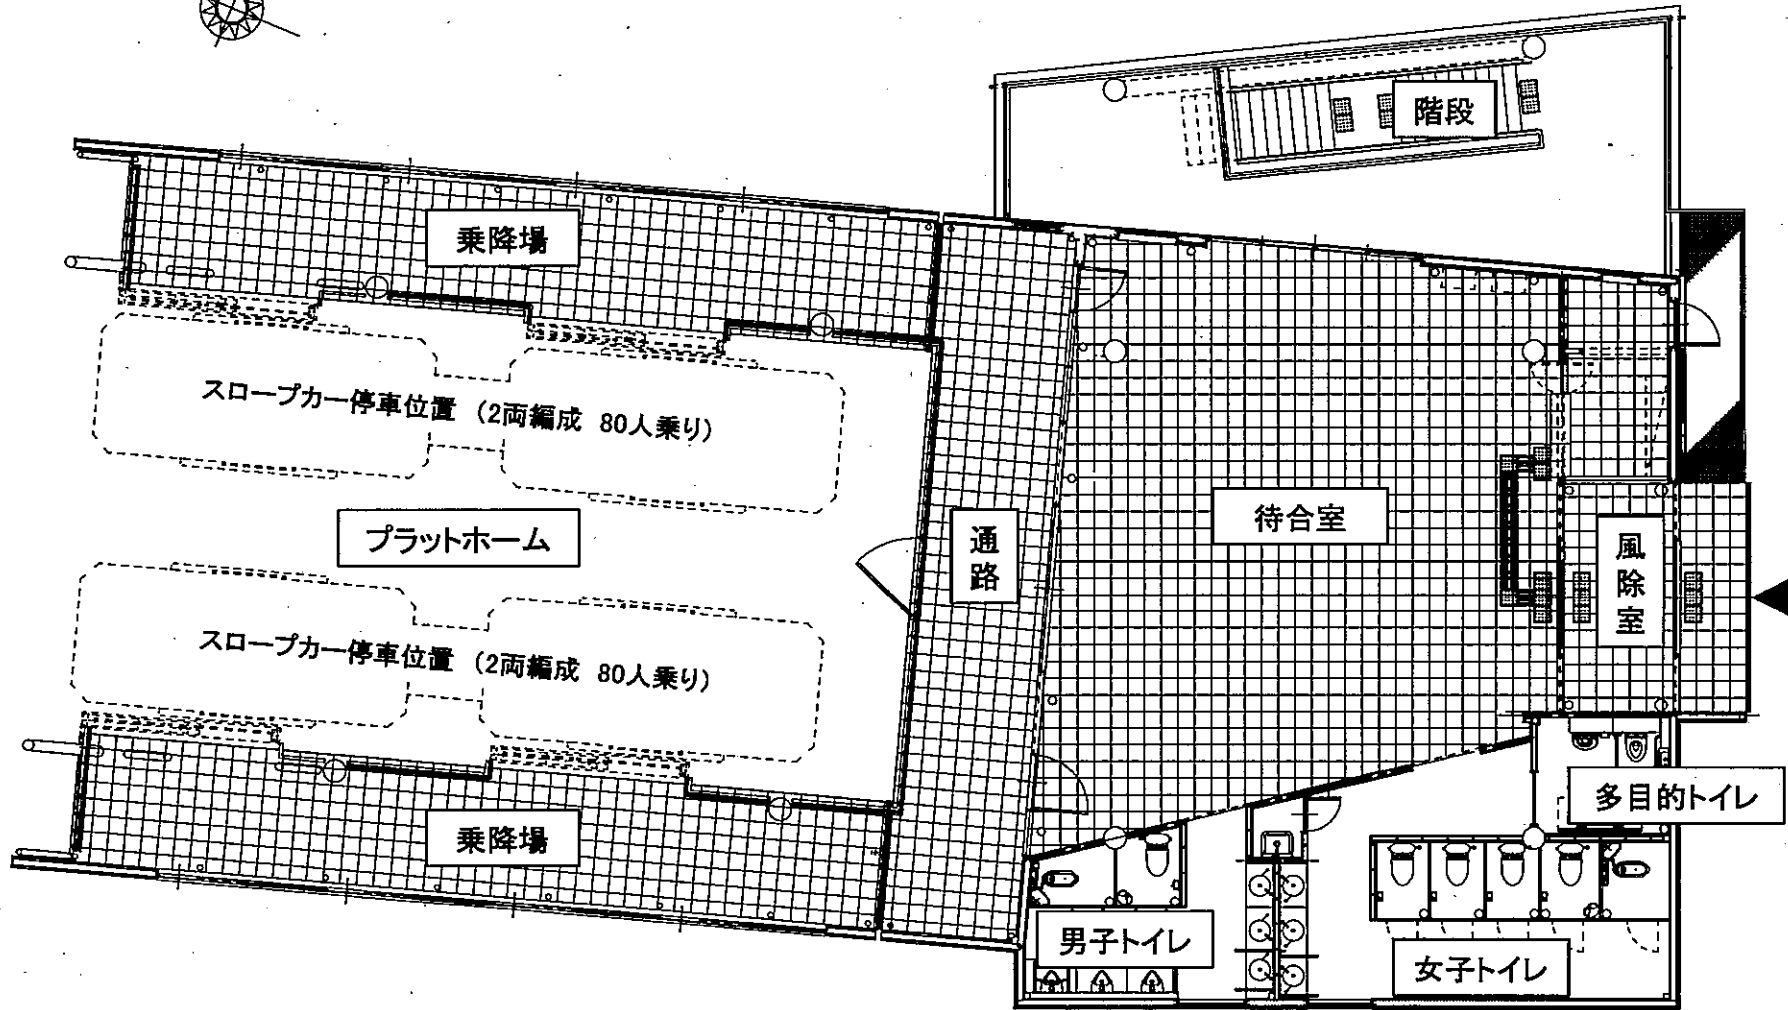 階段
乗降場
スロープカー停車位置 (2両編成 80人乗り)
プラットホーム
通路
待合室
風除室
スロープカー停車位置 (2両編成 80人乗り)
多目的トイレ
乗降場
男子トイレ
女子トイレ